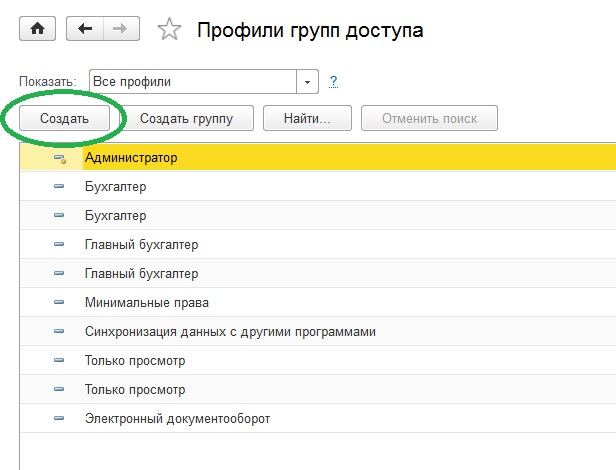 Профили групп доступа
Показать: Все профили ?
Создать Создать группу Найти... Отменить поиск
Администратор
Бухгалтер
Бухгалтер
Главный бухгалтер
Главный бухгалтер
Минимальные права
Синхронизация данных с другими программами
Только просмотр
Только просмотр
Электронный документооборот